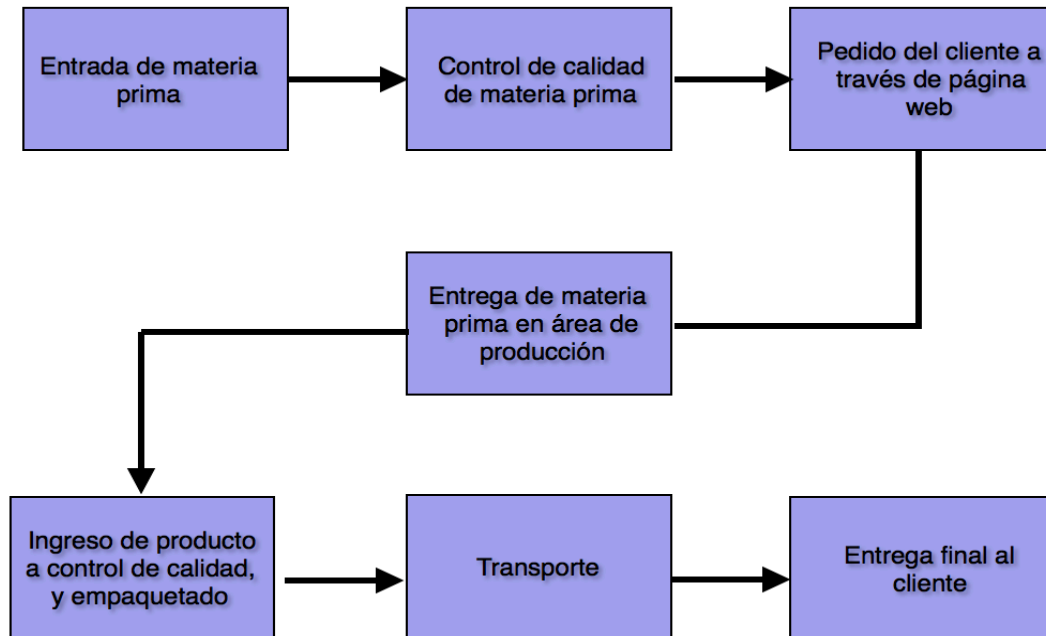 Entrada de materia
prima
Control de calidad
de materia prima
Pedido del cliente a
través de página
web
Entrega de materia
prima en área de
producción
Ingreso de producto
a control de calidad,
y empaquetado
Transporte
Entrega final al
cliente